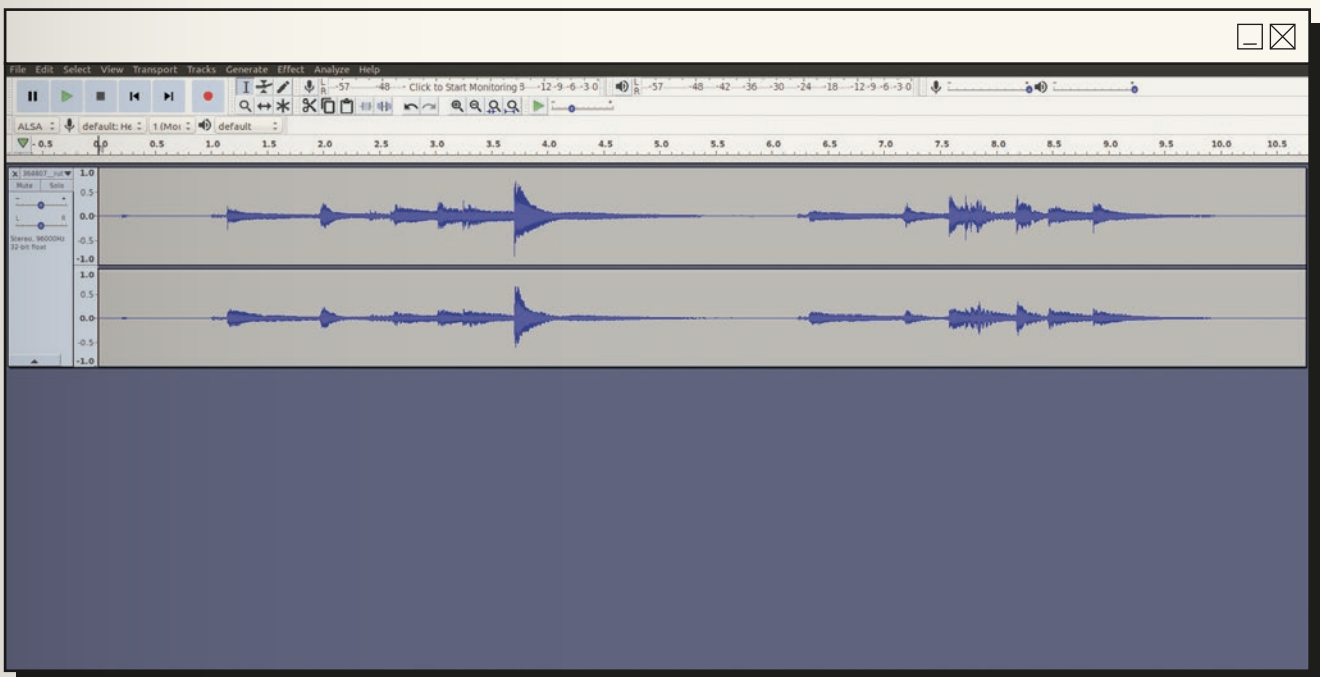 File Edit Select View Transport Tracks Generate Effect Analyze Help
L R -57 -48 - Click to Start Monitoring 3 -12 -9 -6 -3 0 L R -57 -48 -42 -36 -30 -24 -18 -12 -9 -6 -3 0
ALSA default: He 1 (Mo default
- 0.5 0.0 0.5 1.0 1.5 2.0 2.5 3.0 3.5 4.0 4.5 5.0 5.5 6.0 6.5 7.0 7.5 8.0 8.5 9.0 9.5 10.0 10.5
x 364807_ 1.0
Mute Solo 0.5
- +
L R 0.0
Stereo, 96000Hz -0.5
32-bit float
-1.0
1.0
0.5
0.0
-0.5
-1.0